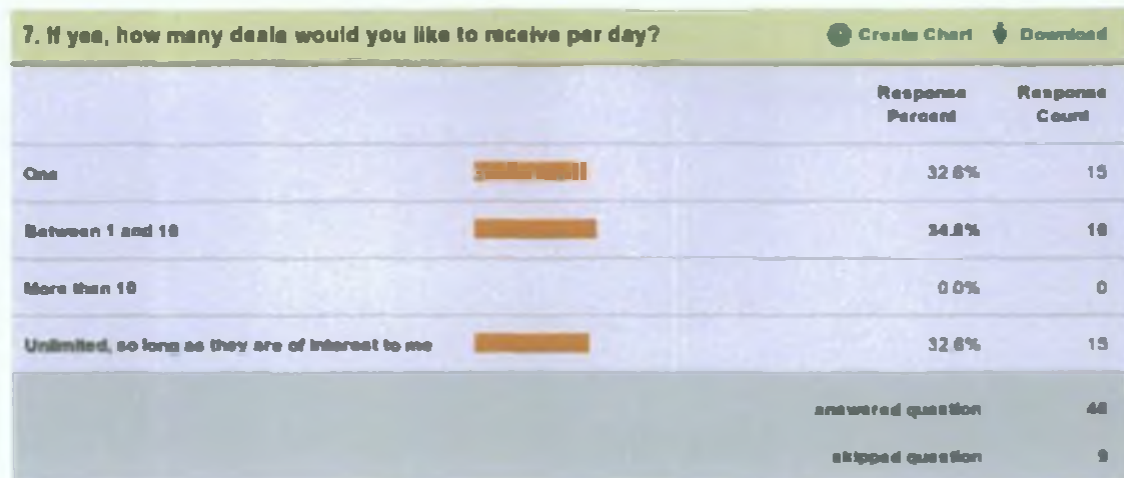 7. If yes, how many deals would you like to receive per day?
Create Chart
Download
Response Percent
Response Count
One 32.6% 15
Between 1 and 10 34.8% 16
More than 10 0.0% 0
Unlimited, so long as they are of interest to me 32.6% 15
answered question 46
skipped question 9